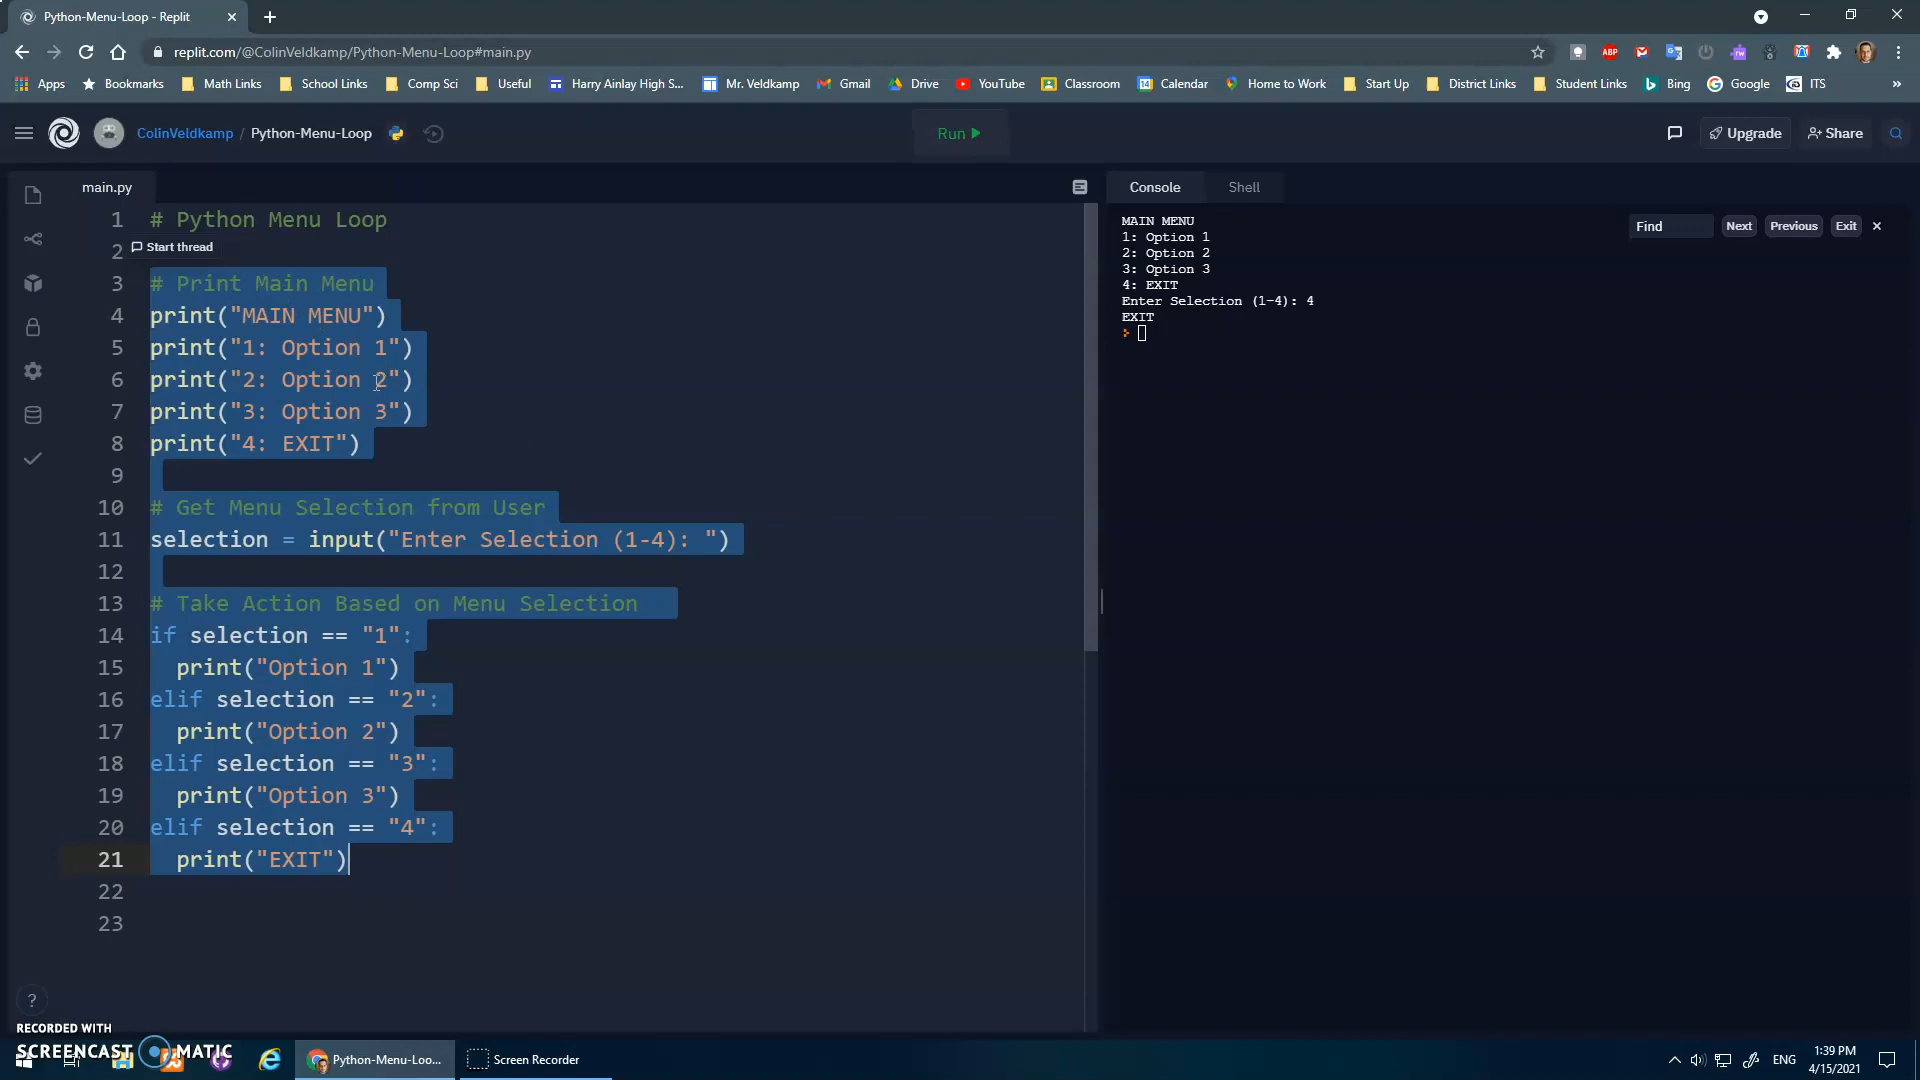 Python-Menu-Loop - Replit
replit.com/@ColinVeldkamp/Python-Menu-Loop#main.py
ABP
Apps Bookmarks Math Links School Links Comp Sci Useful Harry Ainlay High S... Mr. Veldkamp Gmail Drive YouTube Classroom 14 Calendar Home to Work Start Up District Links Student Links Bing Google ITS »
ColinVeldkamp / Python-Menu-Loop
Run
Upgrade
Share
main.py
1 # Python Menu Loop
2
Start thread
3 # Print Main Menu
4 print("MAIN MENU")
5 print("1: Option 1")
6 print("2: Option 2")
7 print("3: Option 3")
8 print("4: EXIT")
9
10 # Get Menu Selection from User
11 selection = input("Enter Selection (1-4): ")
12
13 # Take Action Based on Menu Selection
14 if selection == "1":
15 print("Option 1")
16 elif selection == "2":
17 print("Option 2")
18 elif selection == "3":
19 print("Option 3")
20 elif selection == "4":
21 print("EXIT")
22
23
Console Shell
MAIN MENU
1: Option 1
2: Option 2
3: Option 3
4: EXIT
Enter Selection (1-4): 4
EXIT
Find Next Previous Exit
?
RECORDED WITH
SCREENCAST MATIC
Python-Menu-Loo...
Screen Recorder
ENG
1:39 PM
4/15/2021